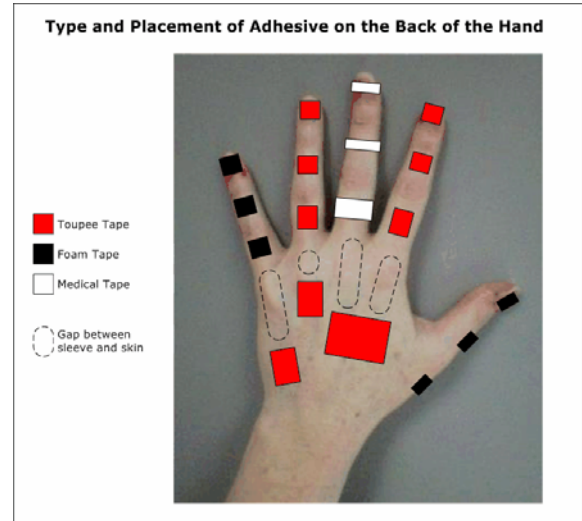 Type and Placement of Adhesive on the Back of the Hand
Toupee Tape
Foam Tape
Medical Tape
Gap between
sleeve and skin